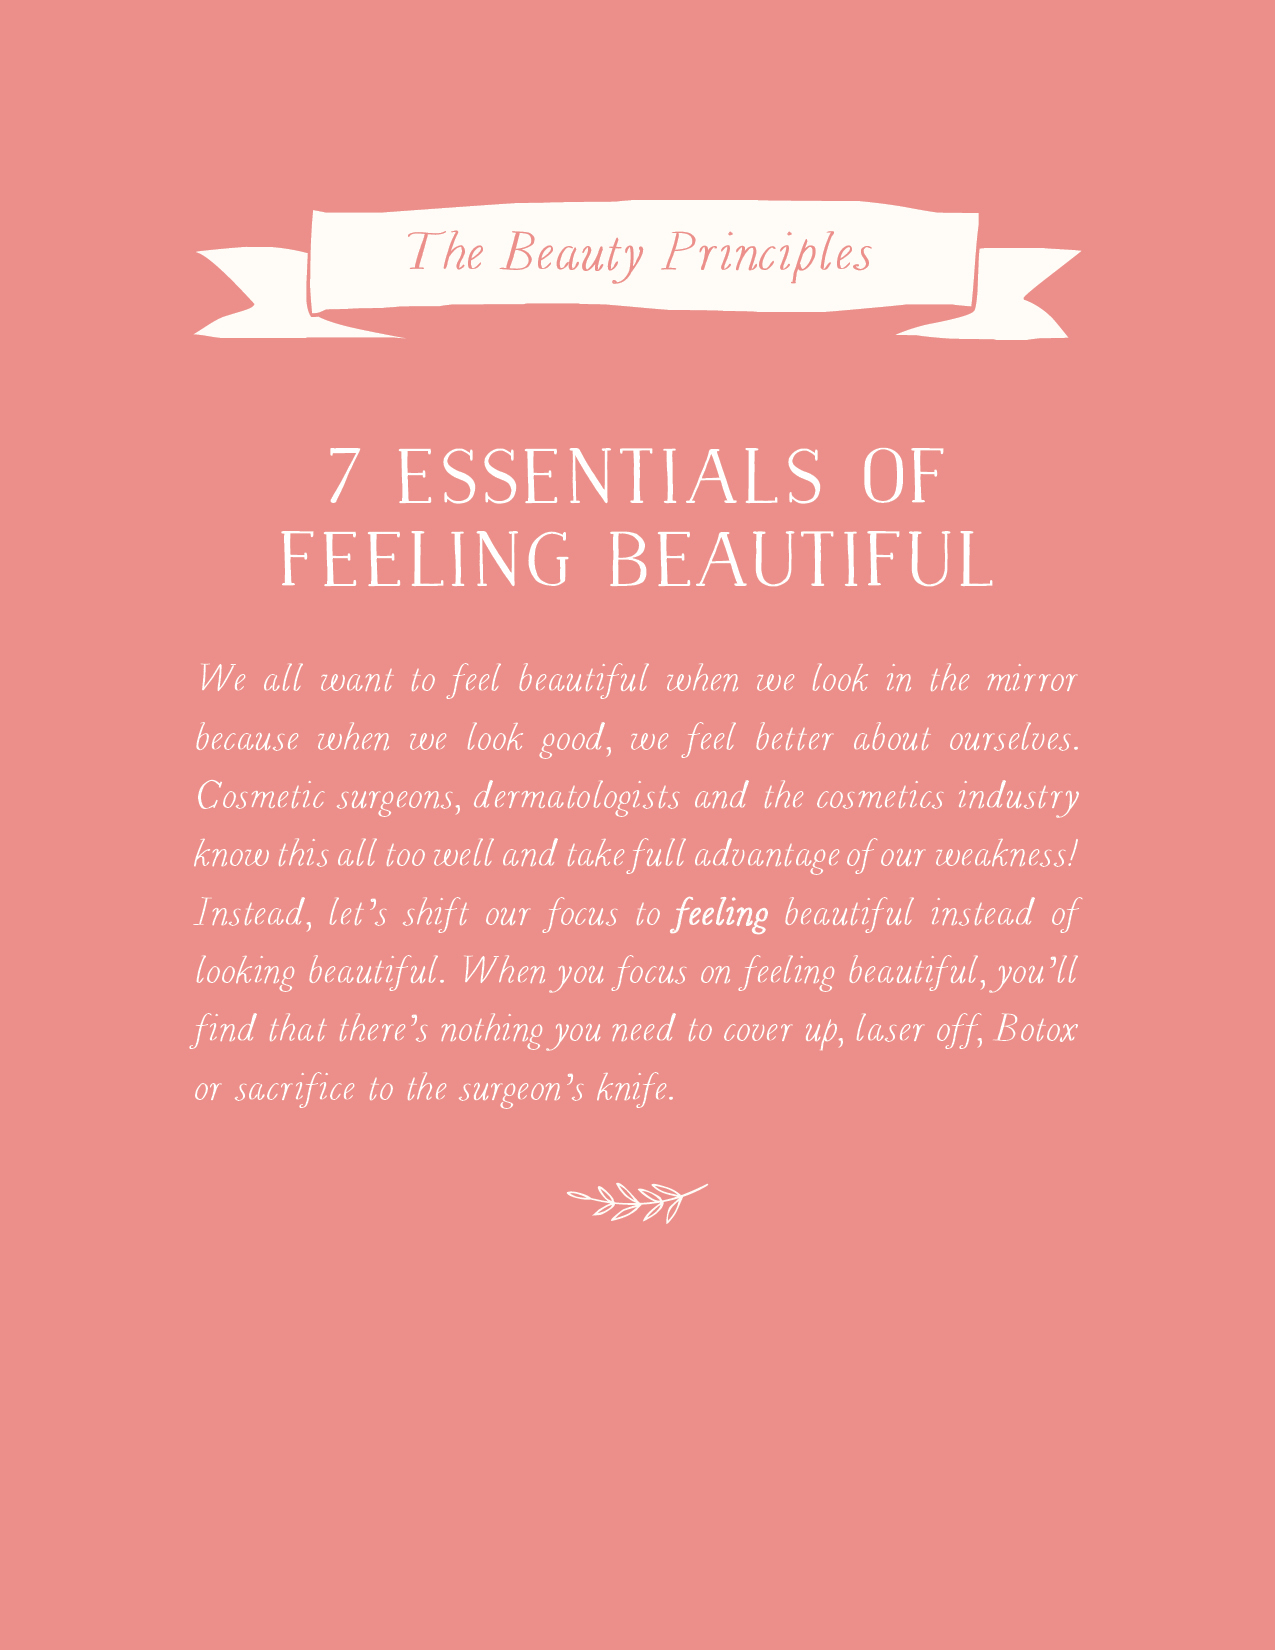 The Beauty Principles
7 ESSENTIALS OF
FEELING BEAUTIFUL
We all want to feel beautiful when we look in the mirror
because when we look good, we feel better about ourselves.
Cosmetic surgeons, dermatologists and the cosmetics industry
know this all too well and take full advantage of our weakness!
Instead, let’s shift our focus to feeling beautiful instead of
looking beautiful. When you focus on feeling beautiful, you’ll
find that there’s nothing you need to cover up, laser off, Botox
or sacrifice to the surgeon’s knife.